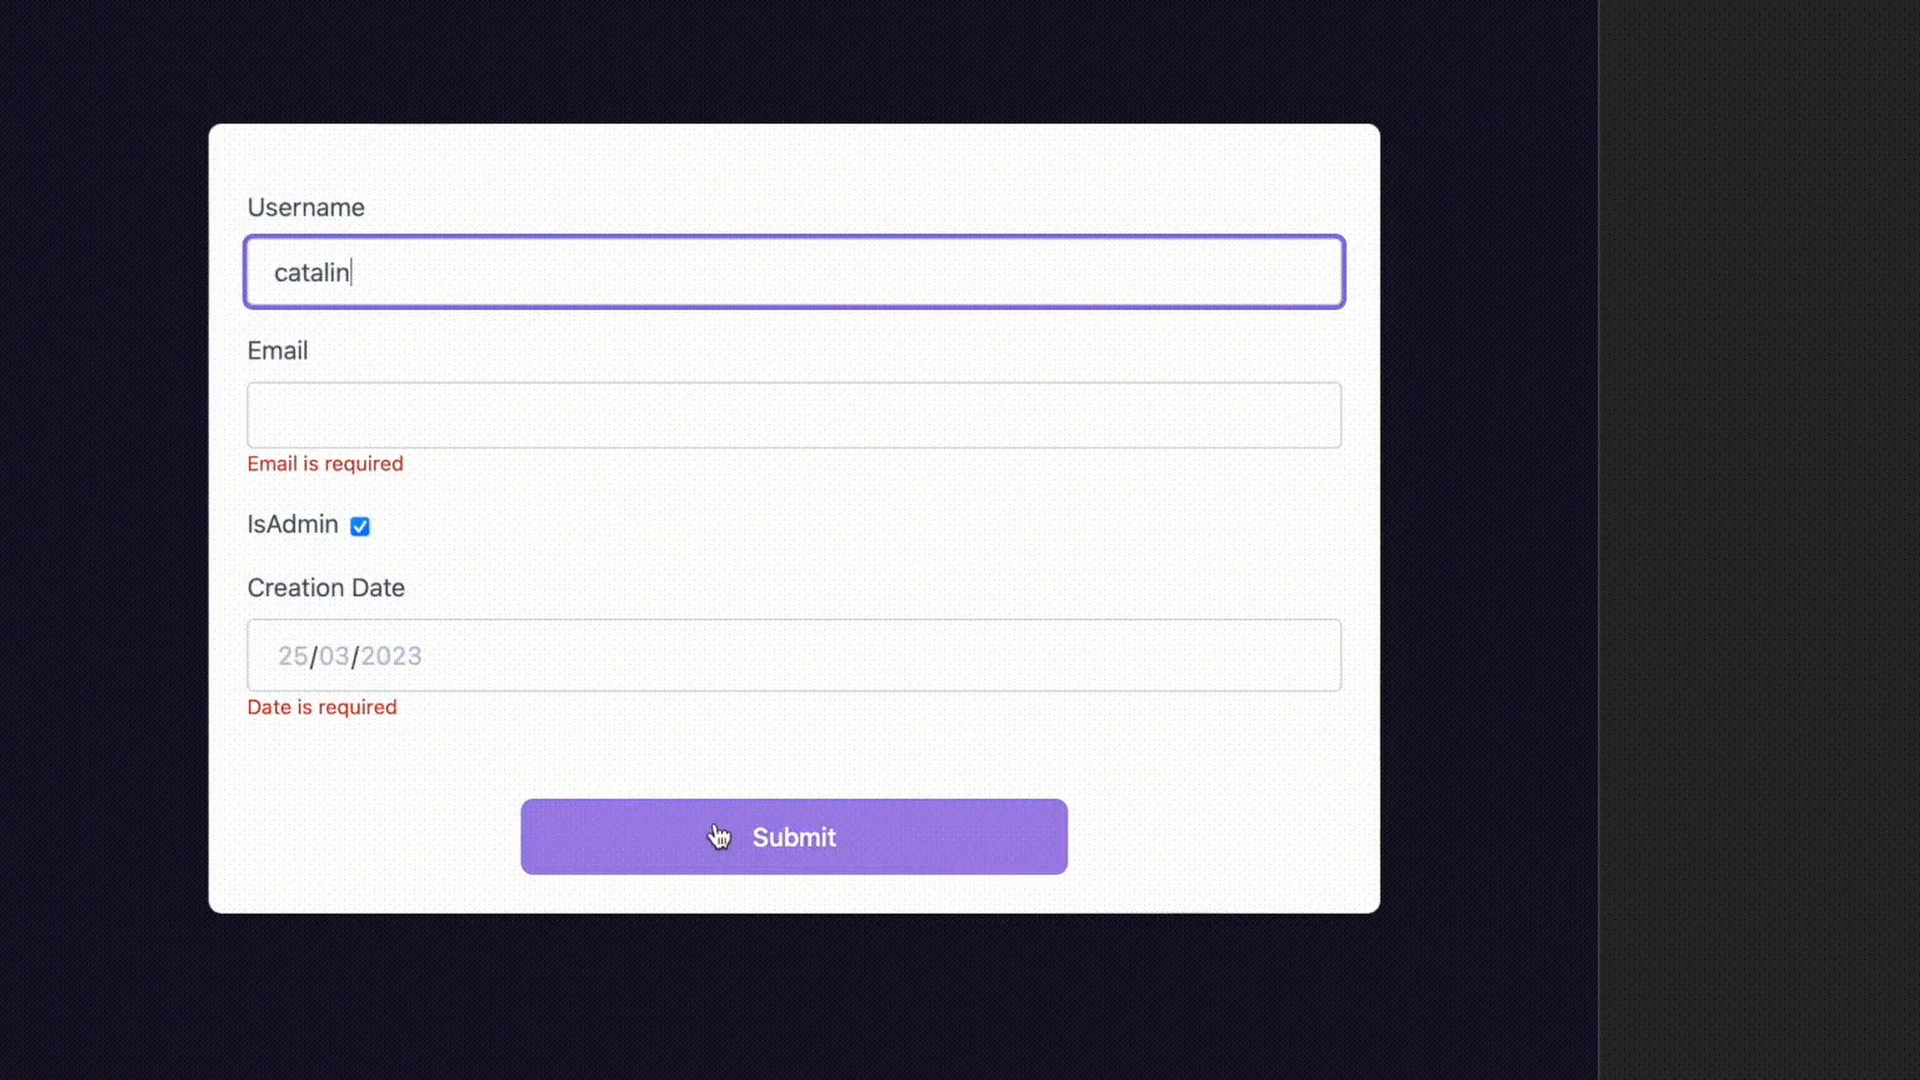 Username
catalin
Email
Email is required
IsAdmin
Creation Date
25/03/2023
Date is required
Submit